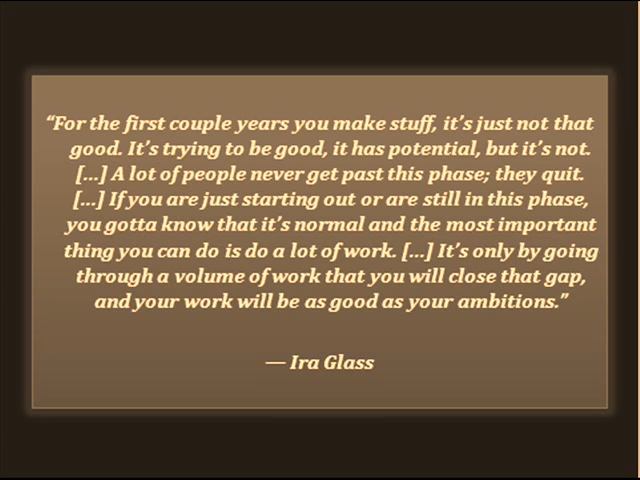 “For the first couple years you make stuff, it’s just not that
good. It’s trying to be good, it has potential, but it’s not.
[…] A lot of people never get past this phase; they quit.
[…] If you are just starting out or are still in this phase,
you gotta know that it’s normal and the most important
thing you can do is do a lot of work. […] It’s only by going
through a volume of work that you will close that gap,
and your work will be as good as your ambitions.”
— Ira Glass